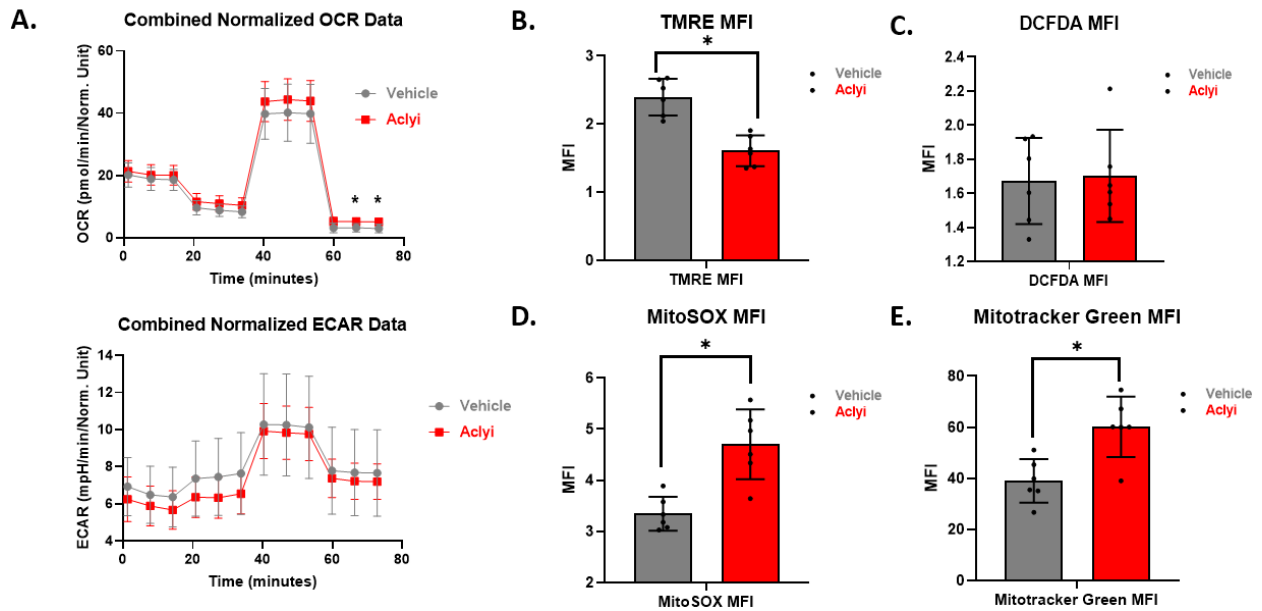 A.
Combined Normalized OCR Data
OCR (pmol/min/Norm. Unit)
60
40
20
0
0 20 40 60 80
Time (minutes)
Vehicle
Aclyi
* *
Combined Normalized ECAR Data
ECAR (mpH/min/Norm. Unit)
14
12
10
8
6
4
0 20 40 60 80
Time (minutes)
Vehicle
Aclyi
B.
TMRE MFI
*
MFI
3
2
1
0
TMRE MFI
Vehicle
Aclyi
C.
DCFDA MFI
MFI
2.4
2.2
2.0
1.8
1.6
1.4
1.2
DCFDA MFI
Vehicle
Aclyi
D.
MitoSOX MFI
*
MFI
6
5
4
3
2
MitoSOX MFI
Vehicle
Aclyi
E.
Mitotracker Green MFI
*
MFI
80
60
40
20
0
Mitotracker Green MFI
Vehicle
Aclyi